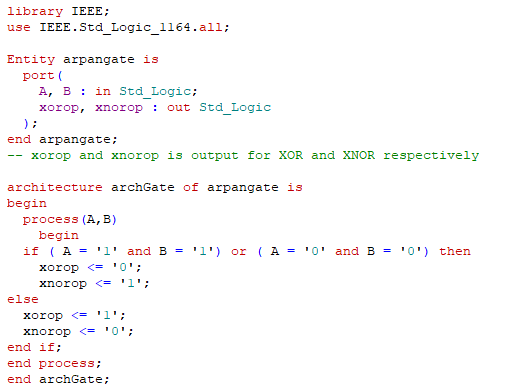 library IEEE;
use IEEE.Std_Logic_1164.all;
Entity arpangate is
port(
A, B : in Std_Logic;
xorop, xnorop : out Std_Logic
);
end arpangate;
-- xorop and xnorop is output for XOR and XNOR respectively
architecture archGate of arpangate is
begin
process(A,B)
begin
if ( A = '1' and B = '1') or ( A = '0' and B = '0') then
xorop <= '0';
xnorop <= '1';
else
xorop <= '1';
xnorop <= '0';
end if;
end process;
end archGate;